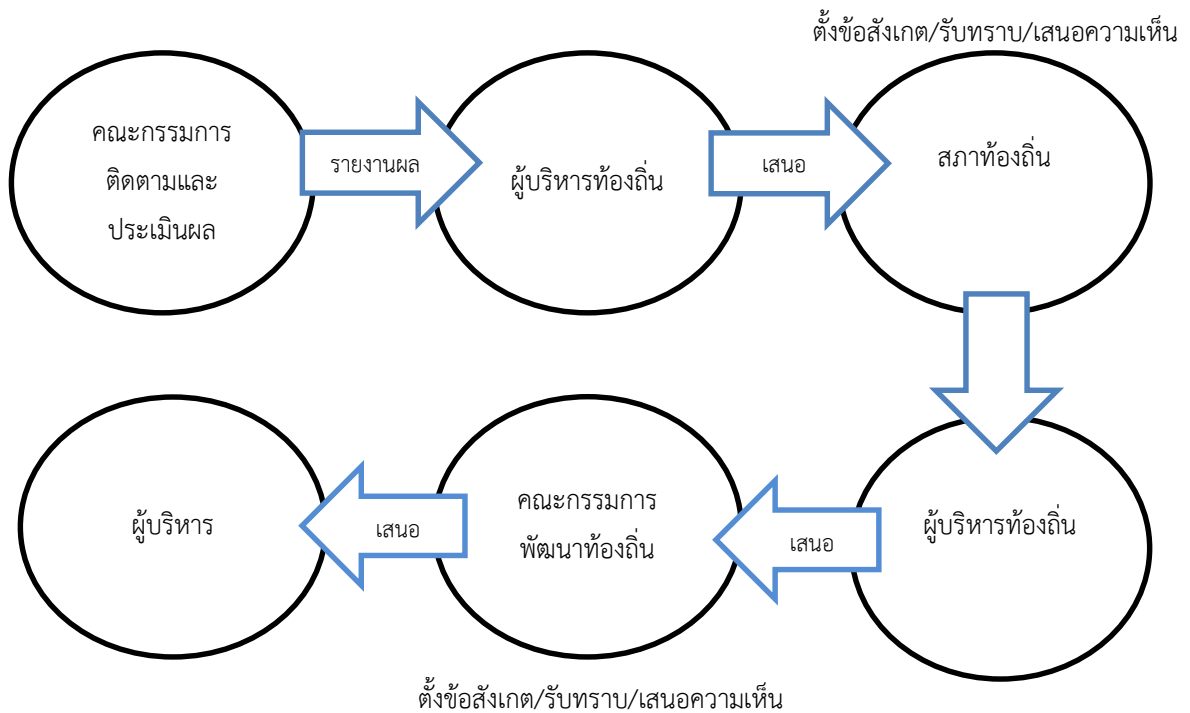 ตั้งข้อสังเกต/รับทราบ/เสนอความเห็น
คณะกรรมการ
ติดตามและ
ประเมินผล
รายงานผล
ผู้บริหารท้องถิ่น
เสนอ
สภาท้องถิ่น
ผู้บริหารท้องถิ่น
เสนอ
คณะกรรมการ
พัฒนาท้องถิ่น
เสนอ
ผู้บริหาร
ตั้งข้อสังเกต/รับทราบ/เสนอความเห็น